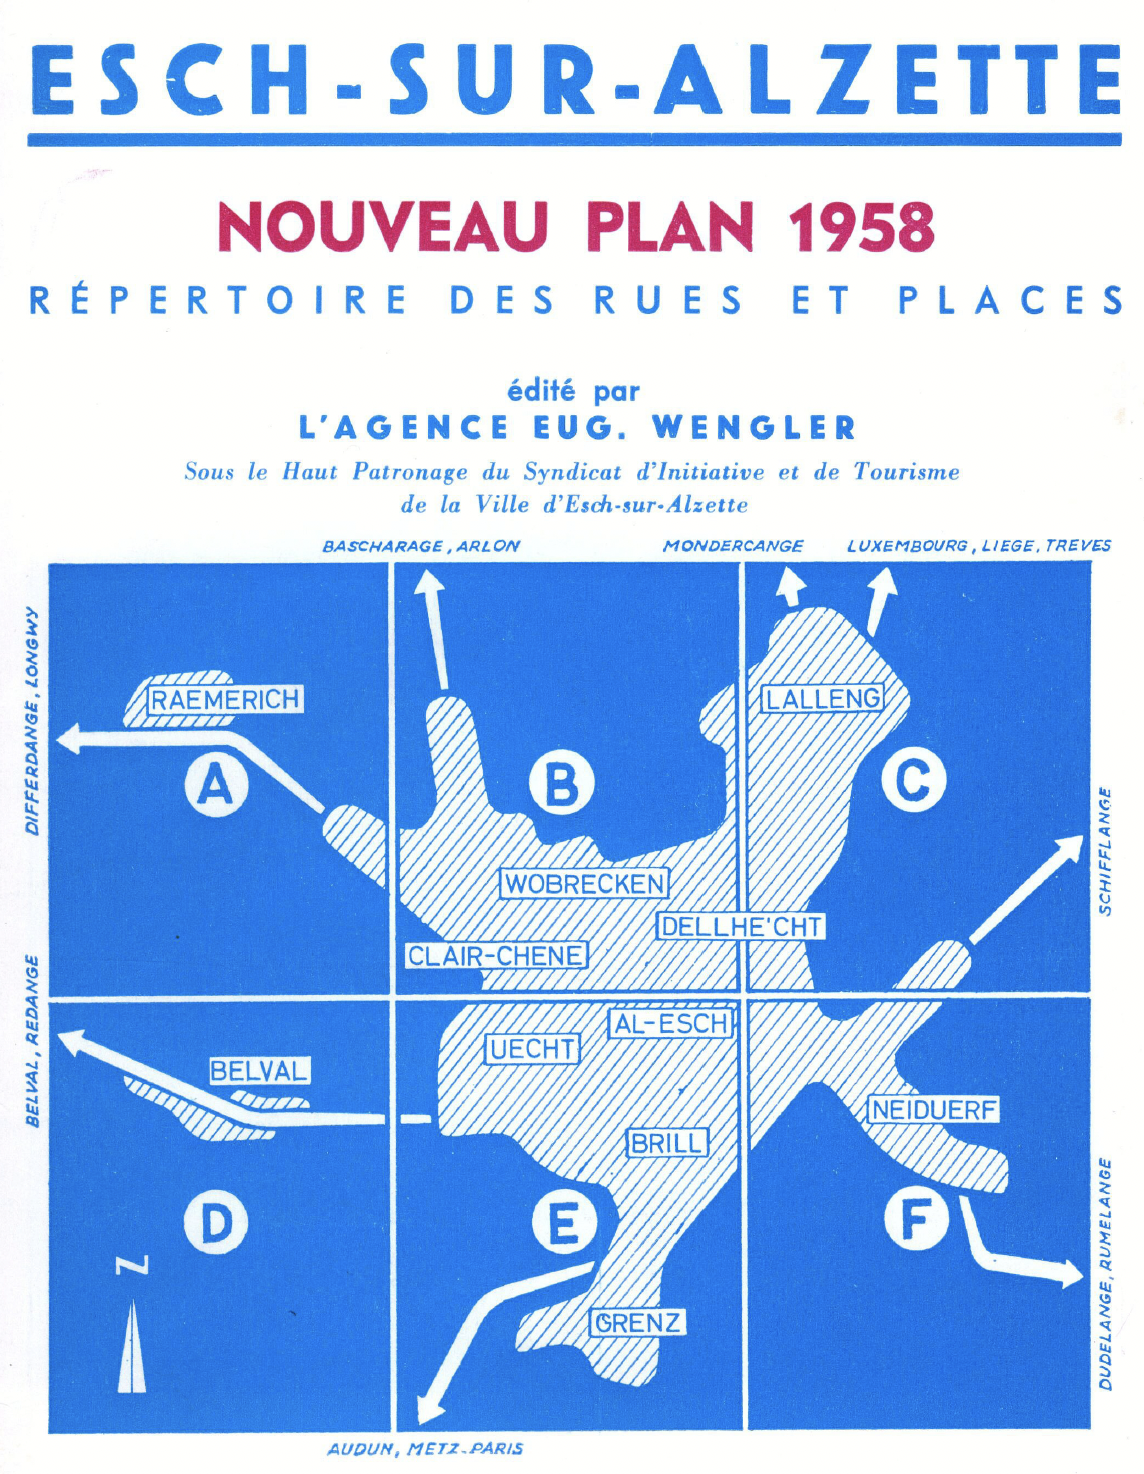 ESCH-SUR-ALZETTE
NOUVEAU PLAN 1958
RÉPERTOIRE DES RUES ET PLACES
édité par
L'AGENCE EUG. WENGLER
Sous le Haut Patronage du Syndicat d'Initiative et de Tourisme
de la Ville d'Esch-sur-Alzette
BASCHARAGE, ARLON
MONDERCANGE
LUXEMBOURG, LIEGE, TREVES
DIFFERDANGE, LONGWY
RAEMERICH
LALLENG
A
B
C
SCHIFFLANGE
WOBRECKEN
DELLHE'CHT
CLAIR-CHENE
BELVAL, REDANGE
AL-ESCH
UECHT
BELVAL
NEIDUERF
BRILL
D
E
F
DUDELANGE, RUMELANGE
N
GRENZ
AUDUN, METZ-PARIS